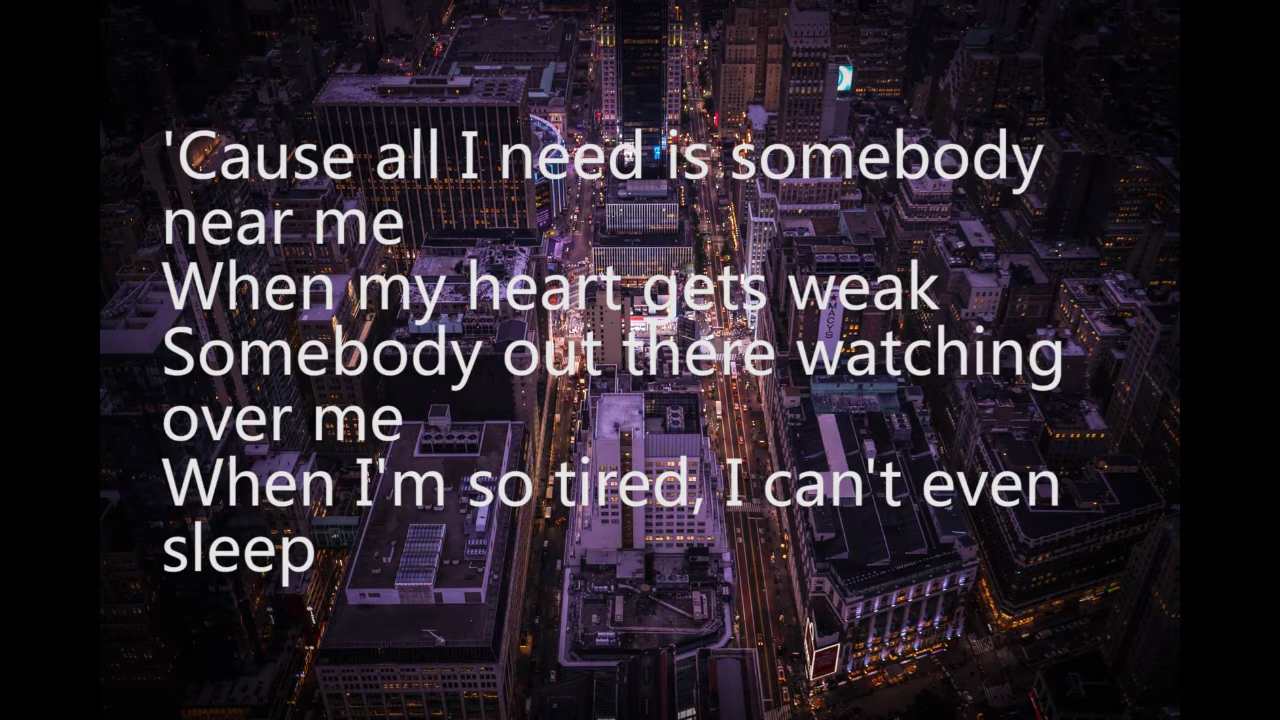 'Cause all I need is somebody
near me
When my heart gets weak
Somebody out there watching
over me
When I'm so tired, I can't even
sleep
MACY'S